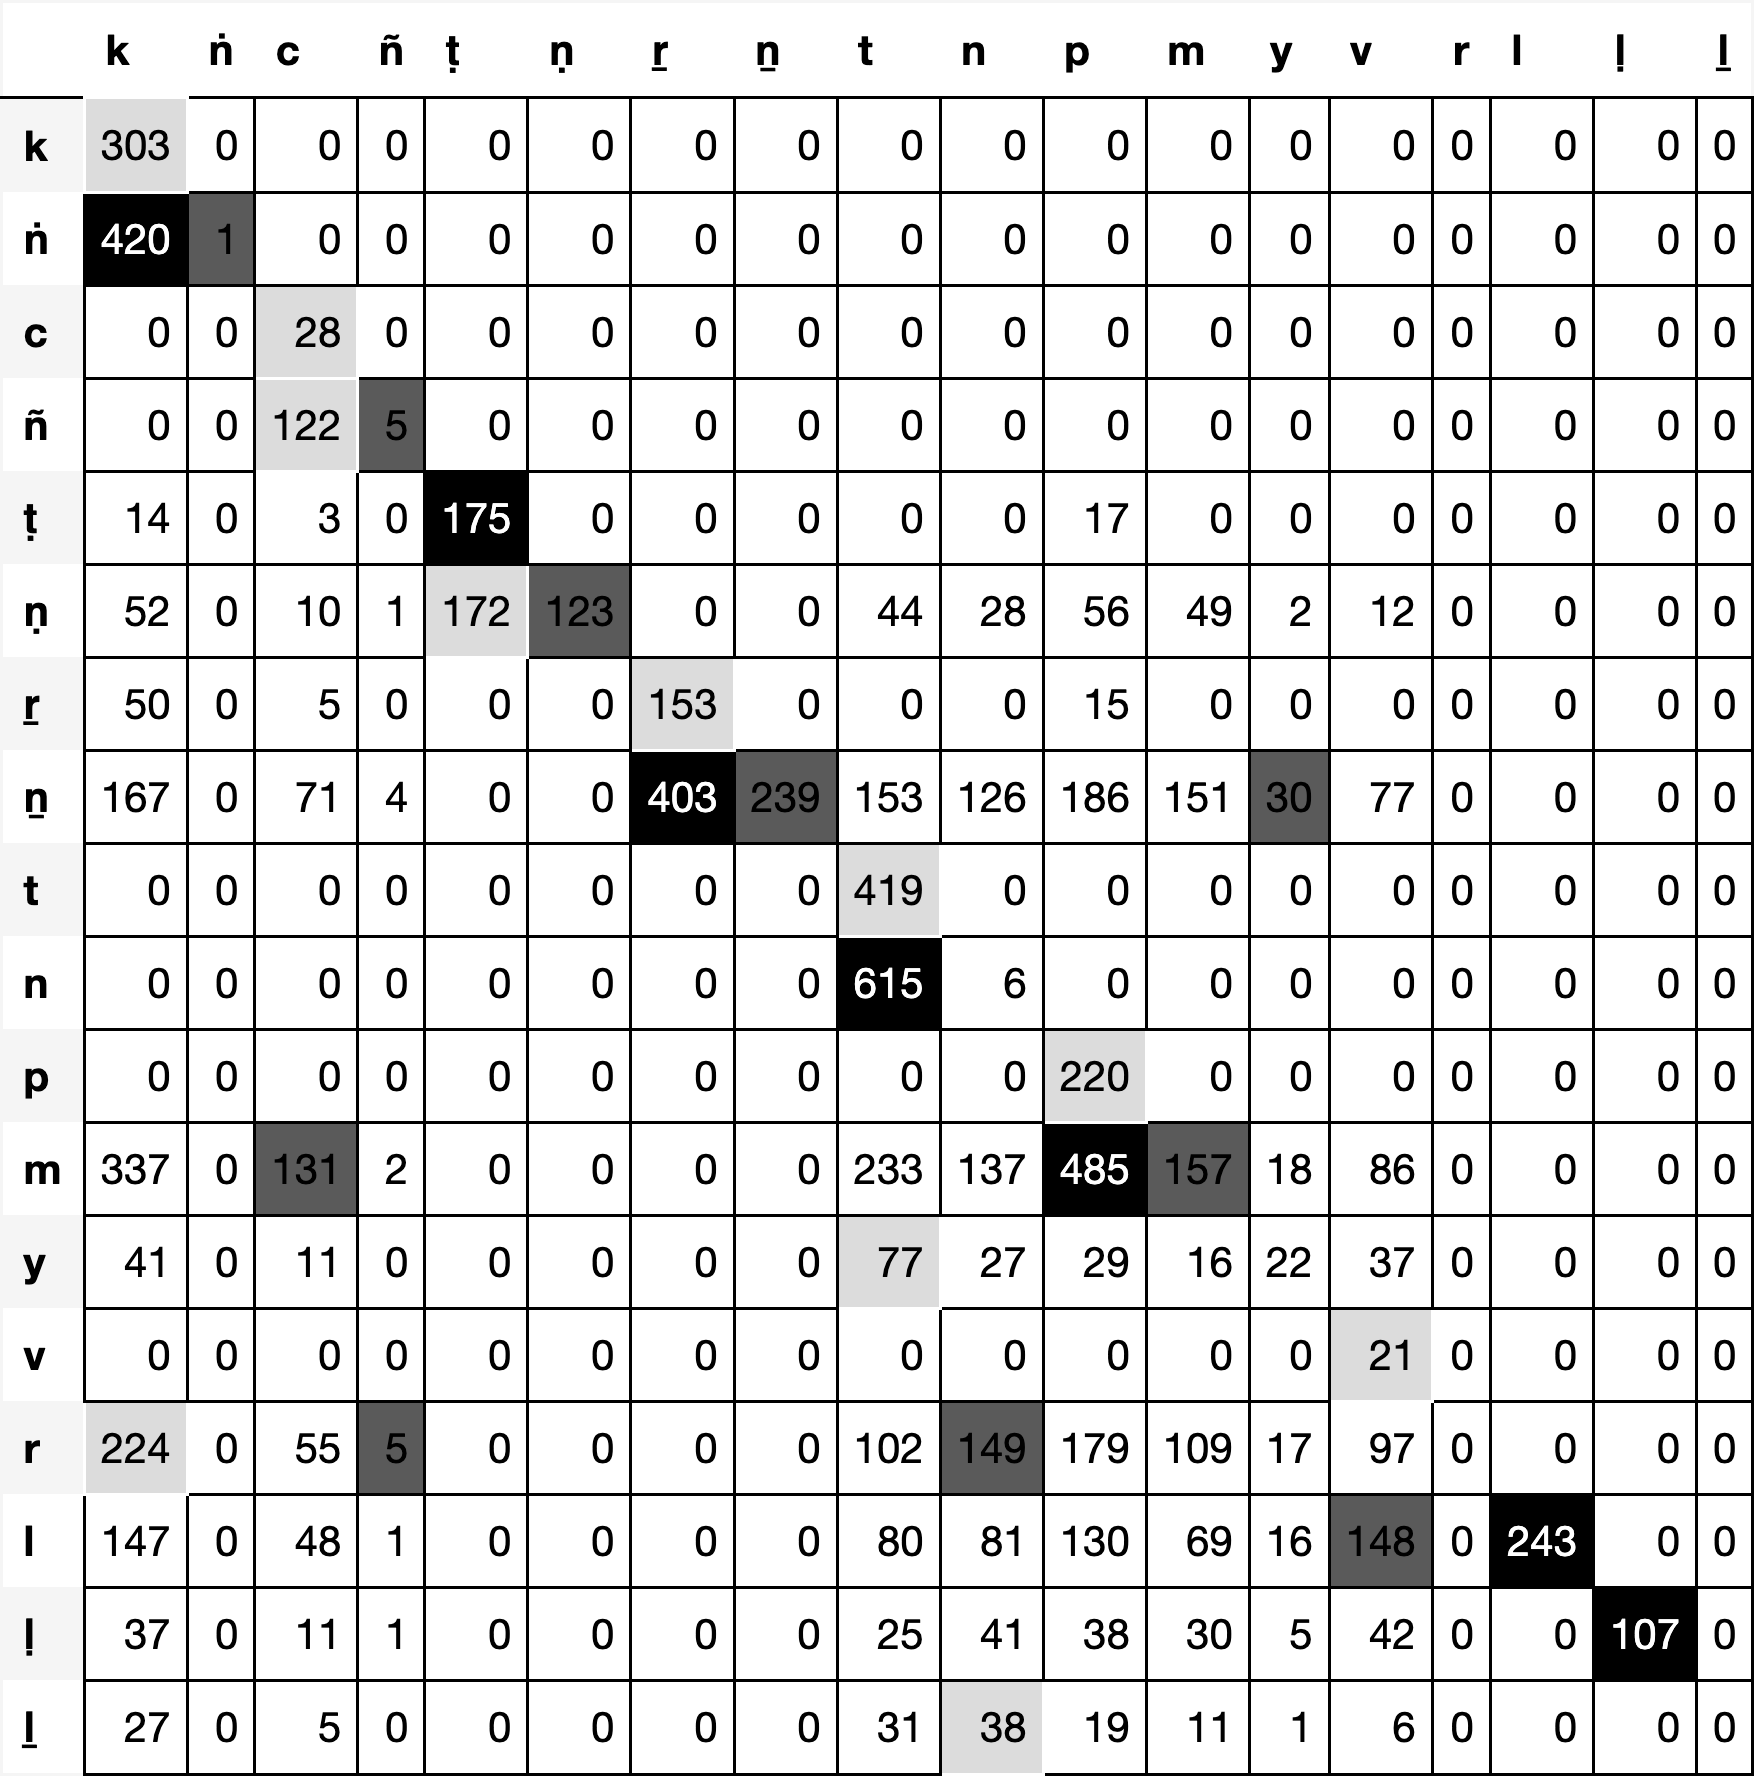 k ṅ c ñ ṭ ṇ ṟ ṉ t n p m y v r l ḷ ḻ
k 303 0 0 0 0 0 0 0 0 0 0 0 0 0 0 0 0 0
ṅ 420 1 0 0 0 0 0 0 0 0 0 0 0 0 0 0 0 0
c 0 0 28 0 0 0 0 0 0 0 0 0 0 0 0 0 0 0
ñ 0 0 122 5 0 0 0 0 0 0 0 0 0 0 0 0 0 0
ṭ 14 0 3 0 175 0 0 0 0 0 17 0 0 0 0 0 0 0
ṇ 52 0 10 1 172 123 0 0 44 28 56 49 2 12 0 0 0 0
ṟ 50 0 5 0 0 0 153 0 0 0 15 0 0 0 0 0 0 0
ṉ 167 0 71 4 0 0 403 239 153 126 186 151 30 77 0 0 0 0
t 0 0 0 0 0 0 0 0 419 0 0 0 0 0 0 0 0 0
n 0 0 0 0 0 0 0 0 615 6 0 0 0 0 0 0 0 0
p 0 0 0 0 0 0 0 0 0 0 220 0 0 0 0 0 0 0
m 337 0 131 2 0 0 0 0 233 137 485 157 18 86 0 0 0 0
y 41 0 11 0 0 0 0 0 77 27 29 16 22 37 0 0 0 0
v 0 0 0 0 0 0 0 0 0 0 0 0 0 21 0 0 0 0
r 224 0 55 5 0 0 0 0 102 149 179 109 17 97 0 0 0 0
l 147 0 48 1 0 0 0 0 80 81 130 69 16 148 0 243 0 0
ḷ 37 0 11 1 0 0 0 0 25 41 38 30 5 42 0 0 107 0
ḻ 27 0 5 0 0 0 0 0 31 38 19 11 1 6 0 0 0 0